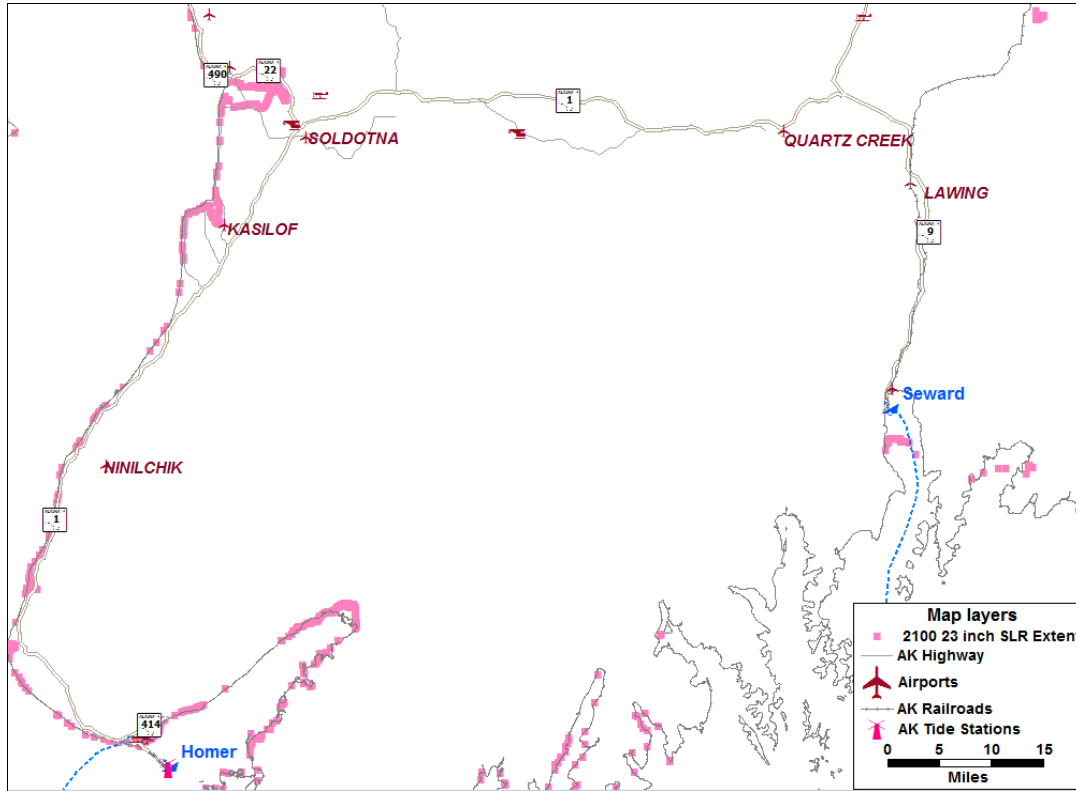 490
22
SOLDOTNA
1
QUARTZ CREEK
LAWING
9
KASILOF
Seward
NINILCHIK
1
414
Homer
Map layers
2100 23 inch SLR Extent
AK Highway
Airports
AK Railroads
AK Tide Stations
0 5 10 15
Miles